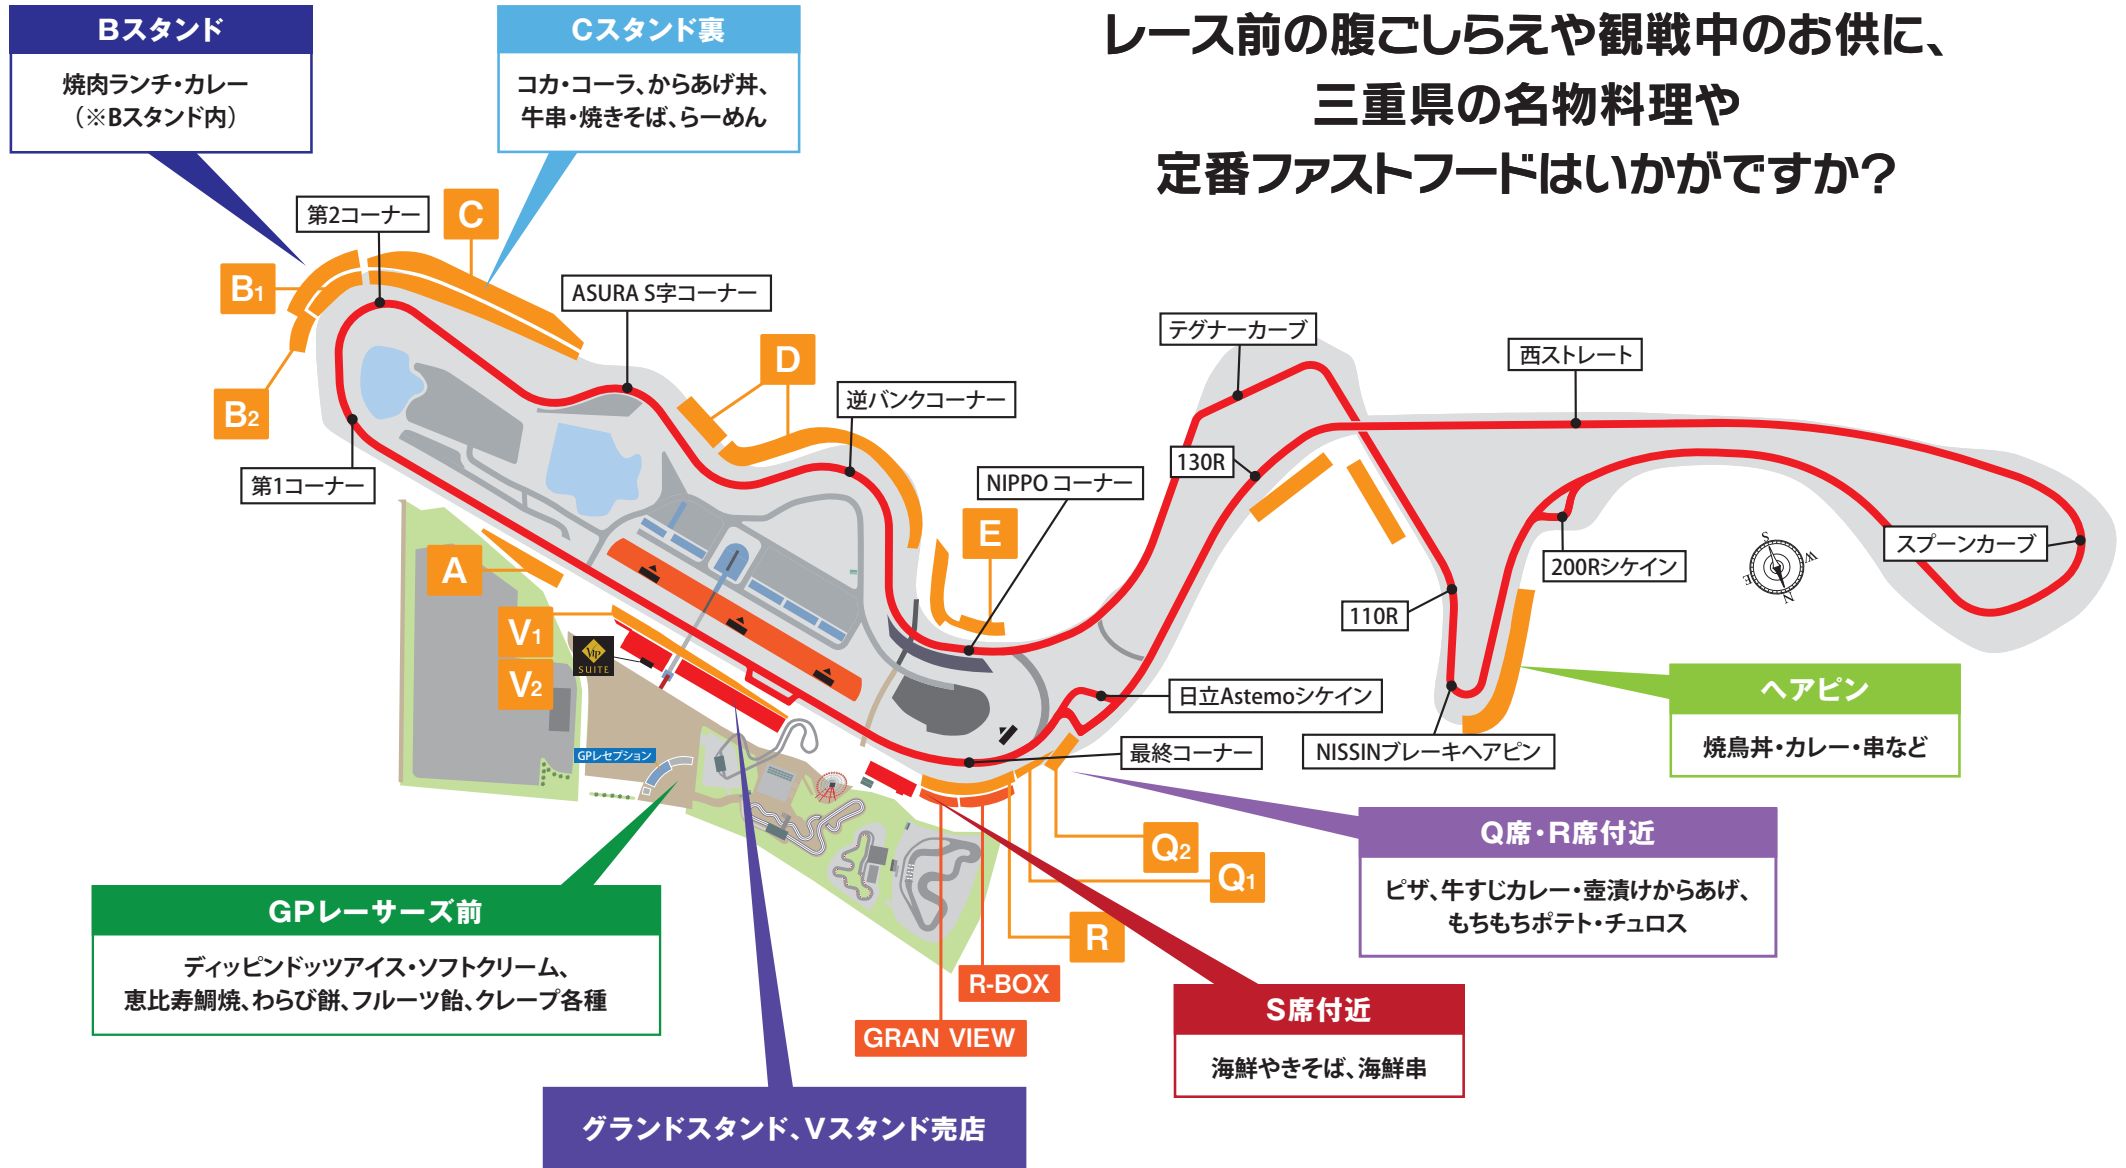 レース前の腹ごしらえや観戦中のお供に、
三重県の名物料理や
定番ファストフードはいかがですか？
Bスタンド
焼肉ランチ・カレー
（※Bスタンド内）
Cスタンド裏
コカ・コーラ、からあげ丼、
牛串・焼きそば、らーめん
第2コーナー
C
B1
B2
第1コーナー
ASURA S字コーナー
D
逆バンクコーナー
NIPPO コーナー
E
テグナーカーブ
西ストレート
130R
200Rシケイン
スプーンカーブ
S
W
E
N
110R
A
V1
V2
VIP
SUITE
GPレセプション
日立Astemoシケイン
最終コーナー
NISSINブレーキヘアピン
ヘアピン
焼鳥丼・カレー・串など
Q2
Q1
R
R-BOX
GRAN VIEW
Q席・R席付近
ピザ、牛すじカレー・壺漬けからあげ、
もちもちポテト・チュロス
GPレーサーズ前
ディッピンドッツアイス・ソフトクリーム、
恵比寿鯛焼、わらび餅、フルーツ飴、クレープ各種
S席付近
海鮮やきそば、海鮮串
グランドスタンド、Vスタンド売店